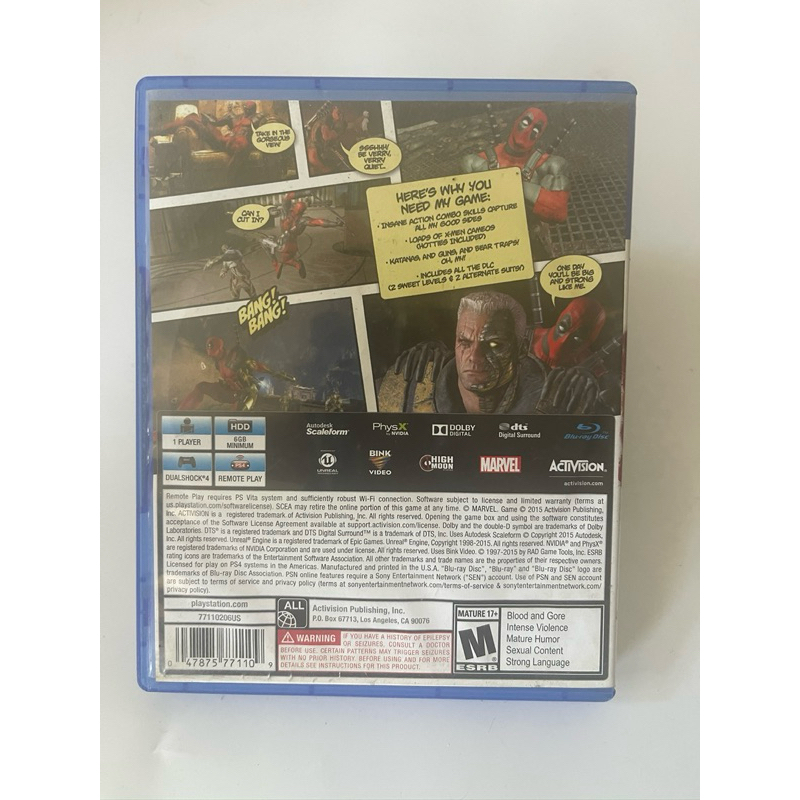 TAKE IN THE
GORGEOUS
VIEW!
SSSHHH!
BE VERRY,
VERRY
QUIET...
CAN I
CUT IN?
HERE'S WHY YOU
NEED MY GAME:
• INSANE ACTION COMBO SKILLS CAPTURE
ALL MY GOOD SIDES
• LOADS OF X-MEN CAMEOS
(HOTTIES INCLUDED)
• KATANAS, AND GUNS, AND BEAR TRAPS!
OH, MY!
• INCLUDES ALL THE DLC
(2 SWEET LEVELS & 2 ALTERNATE SUITS!)
ONE DAY
YOU'LL BE BIG
AND STRONG
LIKE ME.
BANG!
BANG!
1 PLAYER
HDD
6GB
MINIMUM
DUALSHOCK®4
PS4
REMOTE PLAY
Autodesk
Scaleform
PhysX
by NVIDIA
DOLBY
DIGITAL
dts
Digital Surround
Blu-ray Disc
UNREAL
BINK
VIDEO
HIGH
MOON
MARVEL
ACTIVISION
activision.com
Remote Play requires PS Vita system and sufficiently robust Wi-Fi connection. Software subject to license and limited warranty (terms at
us.playstation.com/softwarelicense). SCEA may retire the online portion of this game at any time. © MARVEL. Game © 2015 Activision Publishing,
Inc. ACTIVISION is a registered trademark of Activision Publishing, Inc. All rights reserved. Opening the game box and using the software constitutes
acceptance of the Software License Agreement available at support.activision.com/license. Dolby and the double-D symbol are trademarks of Dolby
Laboratories. DTS® is a registered trademark and DTS Digital Surround™ is a trademark of DTS, Inc. Uses Autodesk Scaleform © Copyright 2015 Autodesk,
Inc. All rights reserved. Unreal® Engine is a registered trademark of Epic Games. Unreal® Engine, Copyright 1998-2015. NVIDIA® and PhysX®
are registered trademarks of NVIDIA Corporation and are used under license. All rights reserved. Uses Bink Video. © 1997-2015 by RAD Game Tools, Inc. ESRB
rating icons are trademarks of the Entertainment Software Association. All other trademarks and trade names are the properties of their respective owners.
Licensed for play on PS4 systems in the Americas. Manufactured and printed in the U.S.A. "Blu-ray Disc", "Blu-ray" and "Blu-ray Disc" logo are
trademarks of Blu-ray Disc Association. PSN online features require a Sony Entertainment Network ("SEN") account. Use of PSN and SEN account
are subject to terms of service and privacy policy (terms at sonyentertainmentnetwork.com/terms-of-service & sonyentertainmentnetwork.com/
privacy policy).
playstation.com
77110206US
0 47875 77110 9
ALL
Activision Publishing, Inc.
P.O. Box 67713, Los Angeles, CA 90076
WARNING IF YOU HAVE A HISTORY OF EPILEPSY
OR SEIZURES, CONSULT A DOCTOR
BEFORE USE. CERTAIN PATTERNS MAY TRIGGER SEIZURES
WITH NO PRIOR HISTORY. BEFORE USING AND FOR MORE
DETAILS SEE INSTRUCTIONS FOR THIS PRODUCT.
MATURE 17+
M
ESRB
Blood and Gore
Intense Violence
Mature Humor
Sexual Content
Strong Language